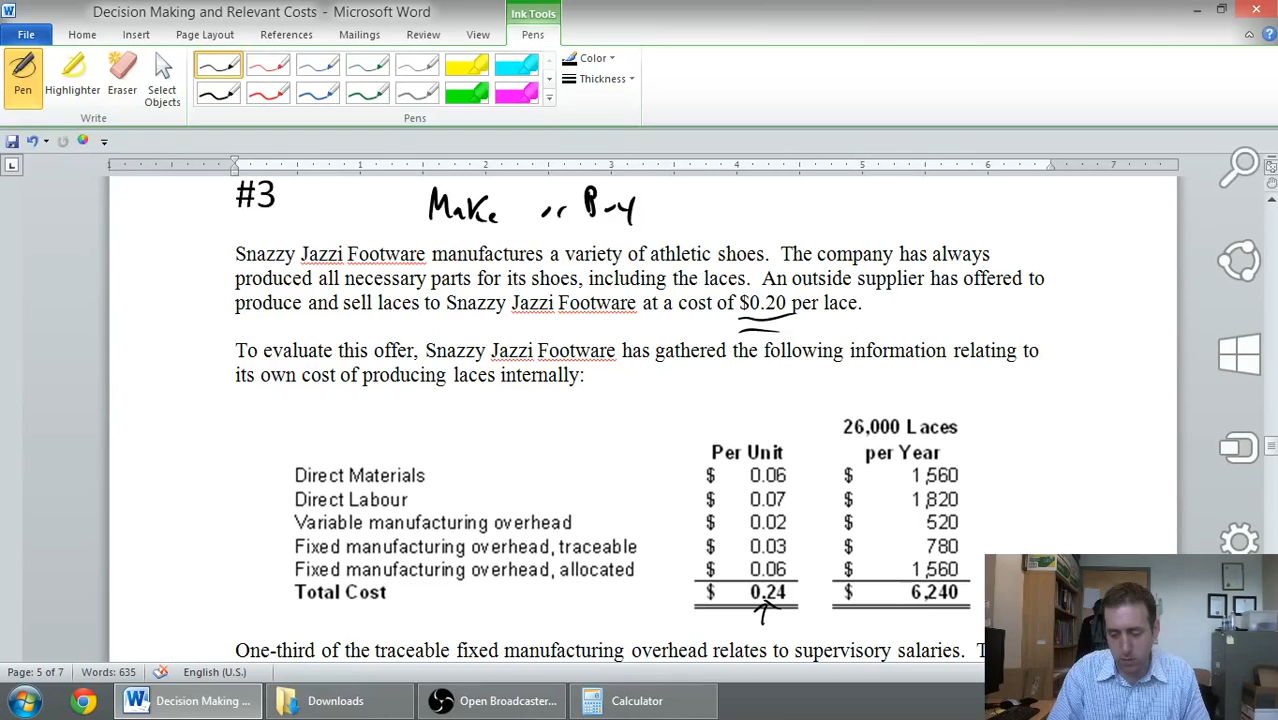 Decision Making and Relevant Costs - Microsoft Word
Ink Tools
File Home Insert Page Layout References Mailings Review View Pens
Color
Thickness
Pen Highlighter Eraser Select Objects
Write Pens
1 1 2 3 4 5 6 7
#3 Make or Buy
Snazzy Jazzi Footware manufactures a variety of athletic shoes. The company has always
produced all necessary parts for its shoes, including the laces. An outside supplier has offered to
produce and sell laces to Snazzy Jazzi Footware at a cost of $0.20 per lace.
To evaluate this offer, Snazzy Jazzi Footware has gathered the following information relating to
its own cost of producing laces internally:
26,000 Laces
Per Unit per Year
Direct Materials $ 0.06 $ 1,560
Direct Labour $ 0.07 $ 1,820
Variable manufacturing overhead $ 0.02 $ 520
Fixed manufacturing overhead, traceable $ 0.03 $ 780
Fixed manufacturing overhead, allocated $ 0.06 $ 1,560
Total Cost $ 0.24 $ 6,240
One-third of the traceable fixed manufacturing overhead relates to supervisory salaries. T
Page: 5 of 7 Words: 635 English (U.S.)
Decision Making ... Downloads Open Broadcaster... Calculator